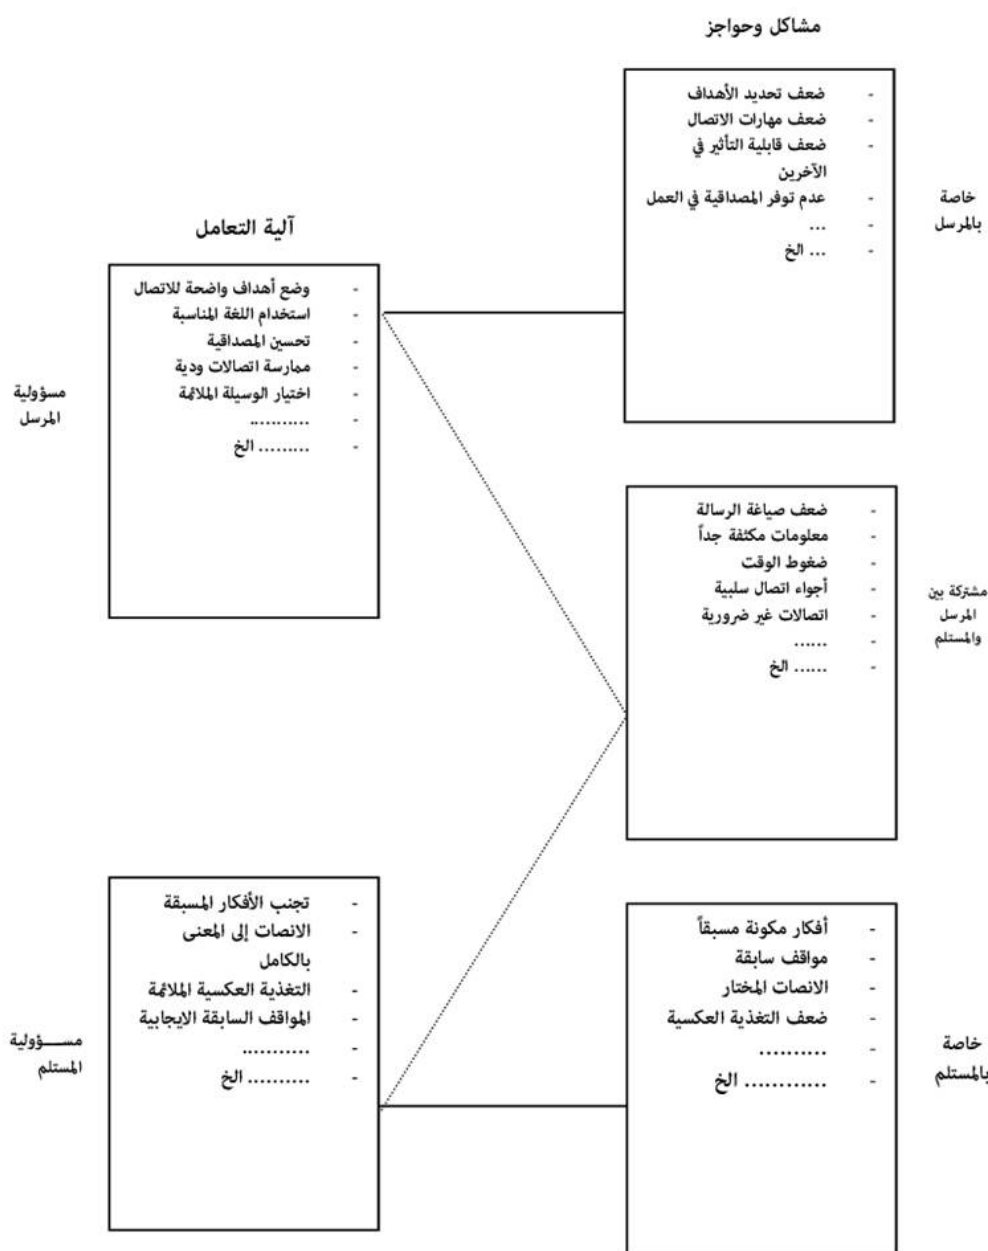 مشاكل وحواجز
خاصة
بالمرسل
- ضعف تحديد الأهداف
- ضعف مهارات الاتصال
- ضعف قابلية التأثير في
الآخرين
- عدم توفر المصداقية في العمل
- ...
- ... الخ
آلية التعامل
- وضع أهداف واضحة للاتصال
- استخدام اللغة المناسبة
- تحسين المصداقية
- ممارسة اتصالات ودية
- اختيار الوسيلة الملائمة
- ..........
- ......... الخ
مسؤولية
المرسل
مشتركة بين
المرسل
والمستلم
- ضعف صياغة الرسالة
- معلومات مكثفة جداً
- ضغوط الوقت
- أجواء اتصال سلبية
- اتصالات غير ضرورية
- ......
- ...... الخ
خاصة
بالمستلم
- أفكار مكونة مسبقاً
- مواقف سابقة
- الانصات المختار
- ضعف التغذية العكسية
- ..........
- ............ الخ
- تجنب الأفكار المسبقة
- الانصات إلى المعنى
بالكامل
- التغذية العكسية الملائمة
- المواقف السابقة الايجابية
- ...........
- .......... الخ
مســـؤولية
المستلم